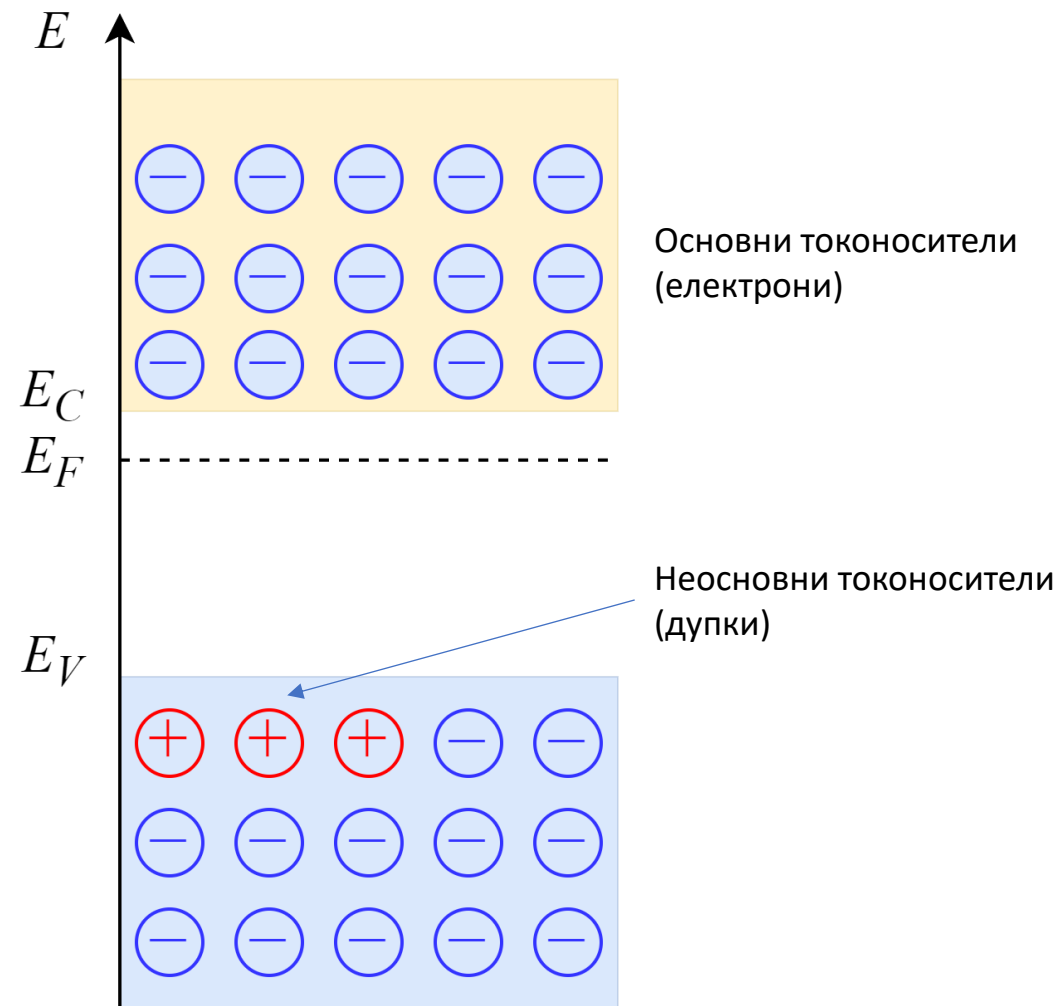 E
Основни токоносители
(електрони)
E_C
E_F
Неосновни токоносители
(дупки)
E_V